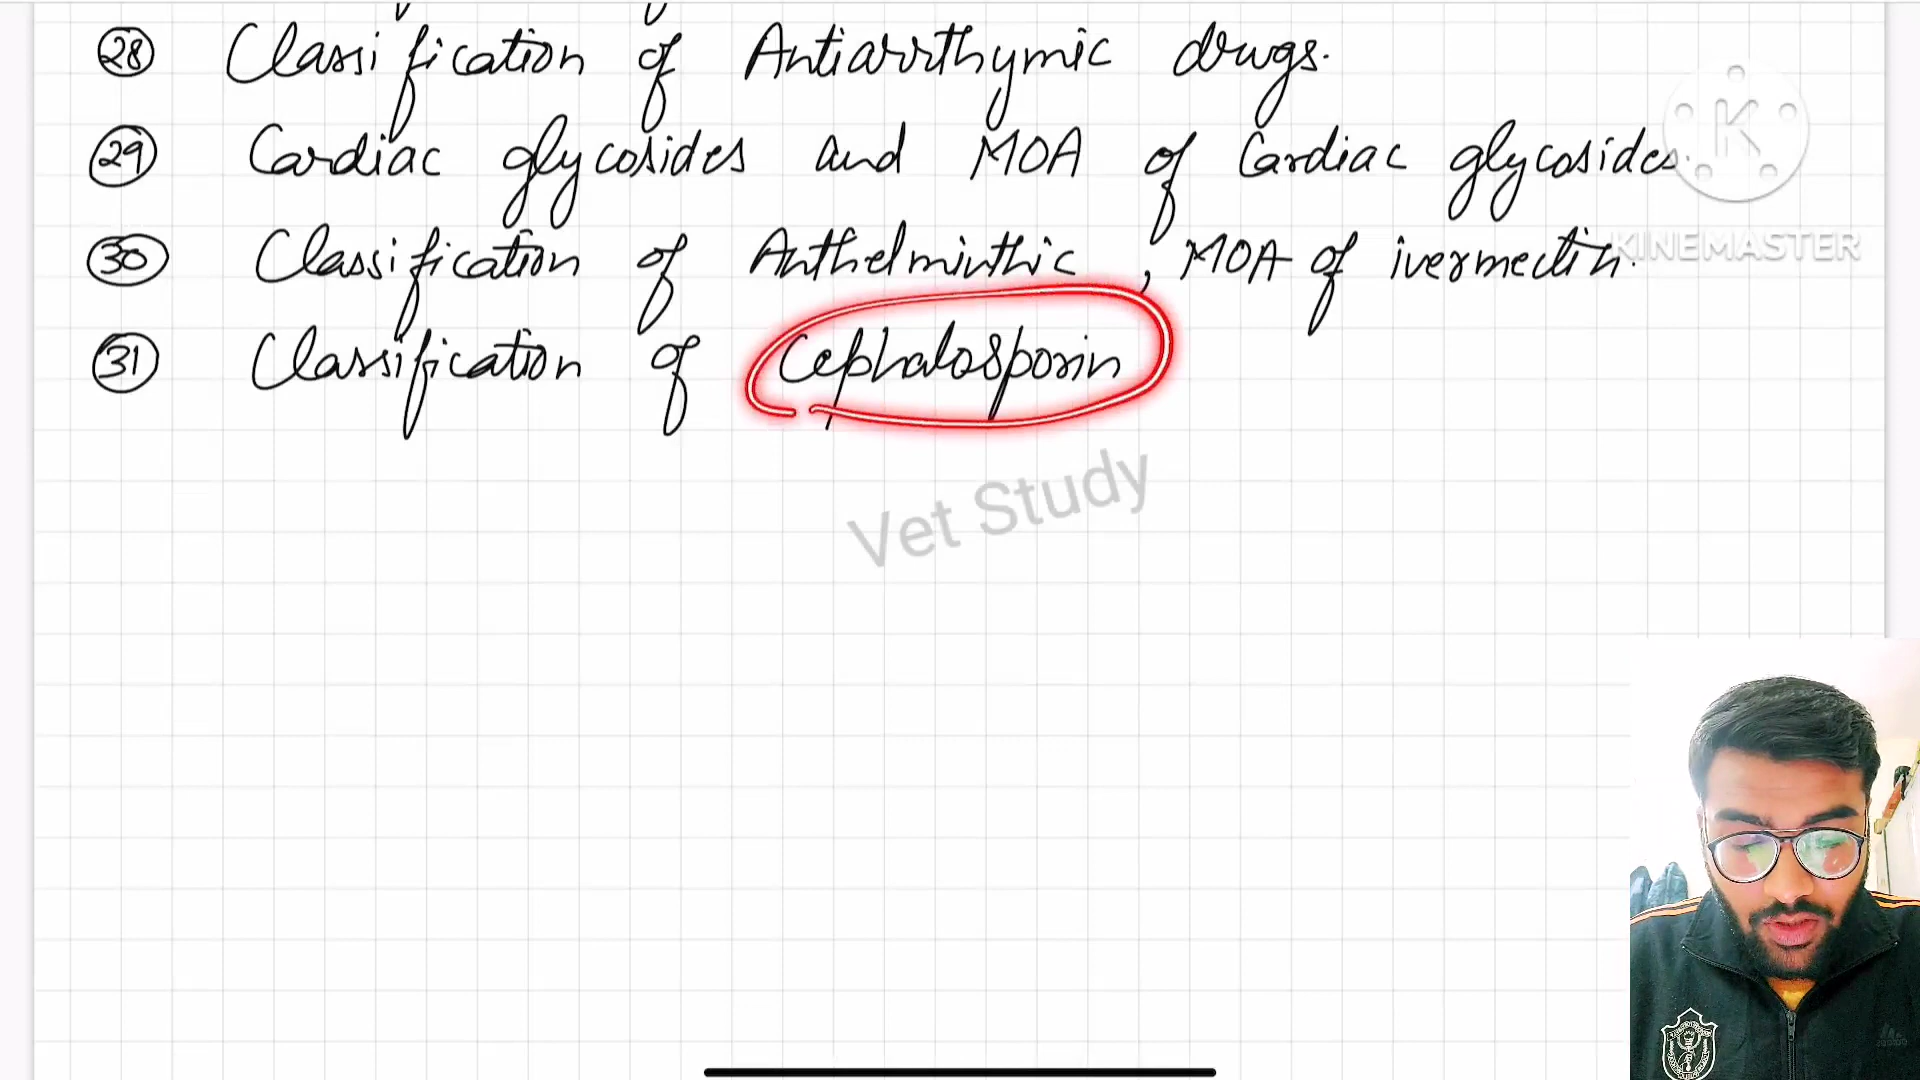 28 Classification of Antiarrthymic drugs.
29 Cardiac glycosides and MOA of Cardiac glycosides.
30 Classification of Anthelminthic , MOA of ivermectin.
31 Classification of Cephalosporin
Vet Study
K
KINEMASTER